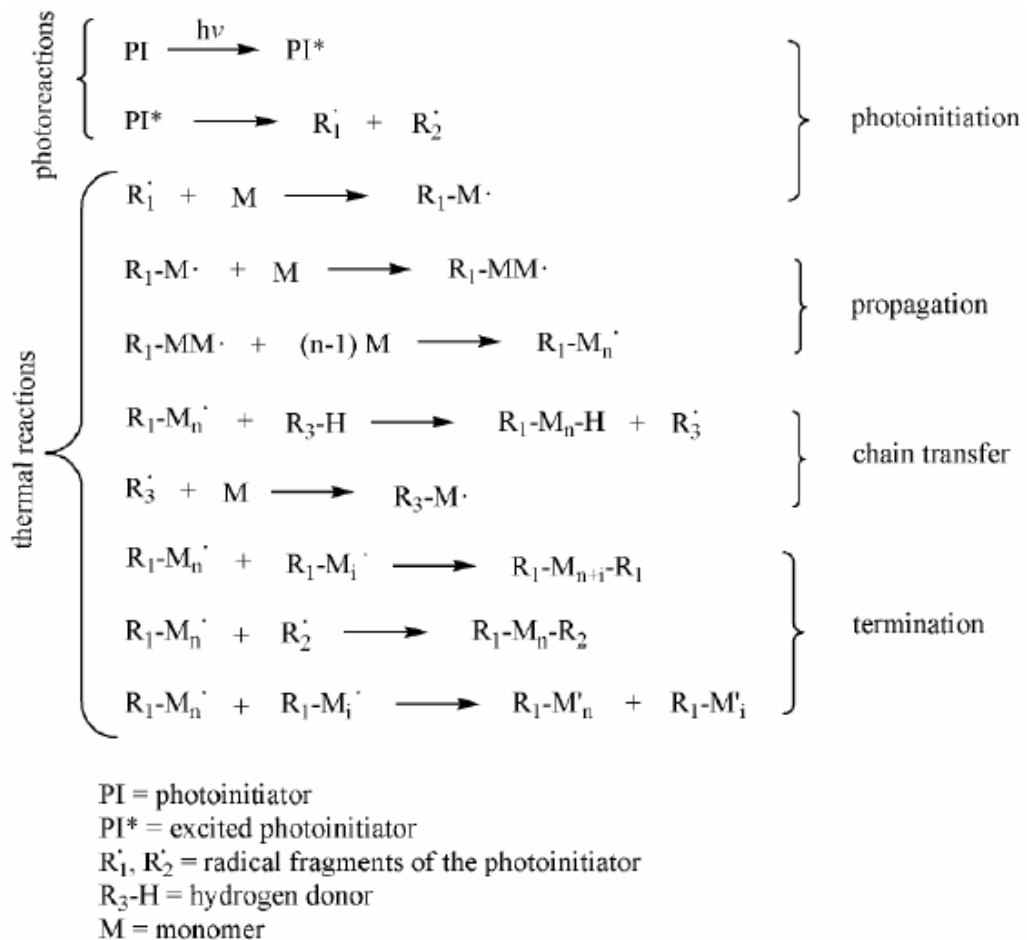 photoreactions
PI hν ⟶ PI*
PI* ⟶ R₁˙ + R₂˙
photoinitiation
thermal reactions
R₁˙ + M ⟶ R₁-M·
R₁-M· + M ⟶ R₁-MM·
propagation
R₁-MM· + (n-1) M ⟶ R₁-Mₙ˙
R₁-Mₙ˙ + R₃-H ⟶ R₁-Mₙ-H + R₃˙
chain transfer
R₃˙ + M ⟶ R₃-M·
R₁-Mₙ˙ + R₁-Mᵢ˙ ⟶ R₁-Mₙ₊ᵢ-R₁
R₁-Mₙ˙ + R₂˙ ⟶ R₁-Mₙ-R₂
termination
R₁-Mₙ˙ + R₁-Mᵢ˙ ⟶ R₁-M'ₙ + R₁-M'ᵢ
PI = photoinitiator
PI* = excited photoinitiator
R₁˙, R₂˙ = radical fragments of the photoinitiator
R₃-H = hydrogen donor
M = monomer